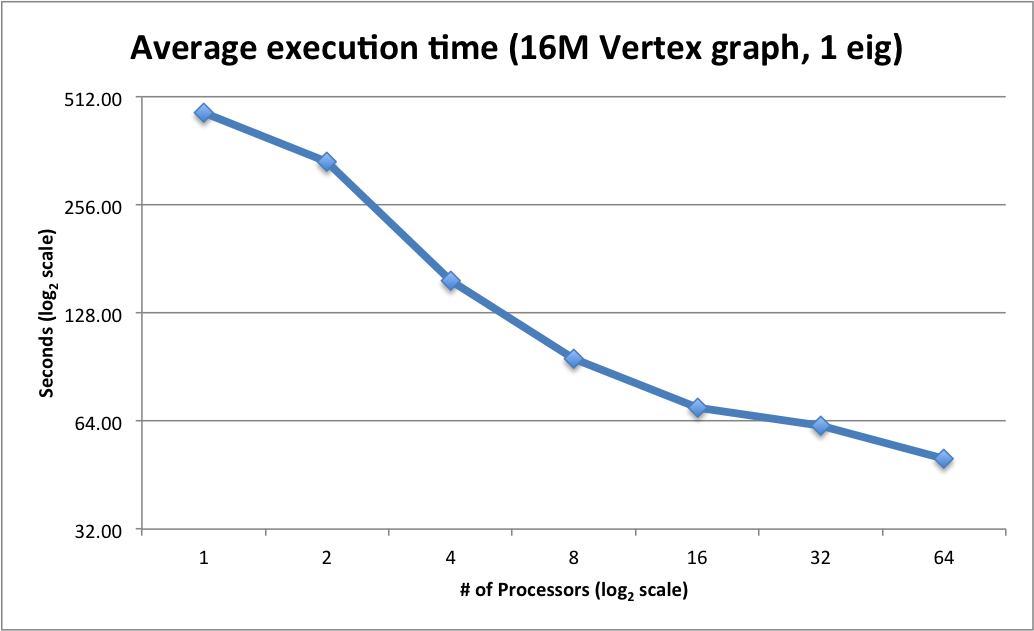 Average execution time (16M Vertex graph, 1 eig)
512.00
256.00
128.00
64.00
32.00
Seconds (log2 scale)
1 2 4 8 16 32 64
# of Processors (log2 scale)